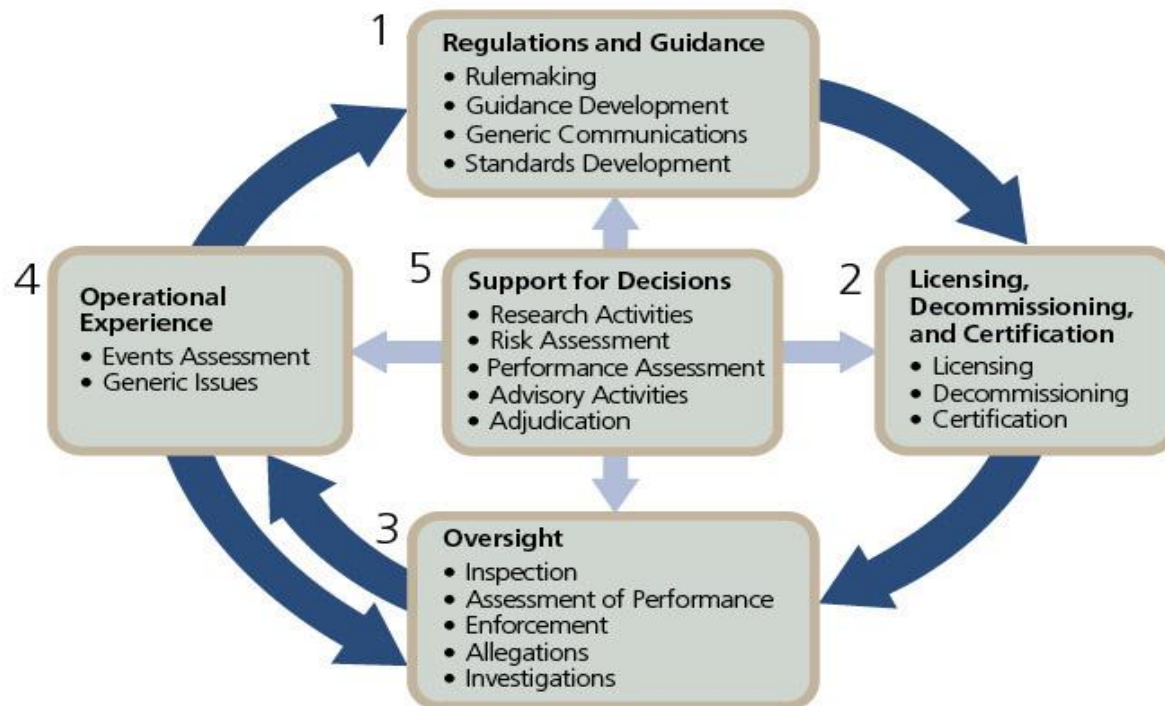 1
Regulations and Guidance
• Rulemaking
• Guidance Development
• Generic Communications
• Standards Development
2
Licensing,
Decommissioning,
and Certification
• Licensing
• Decommissioning
• Certification
3
Oversight
• Inspection
• Assessment of Performance
• Enforcement
• Allegations
• Investigations
4
Operational
Experience
• Events Assessment
• Generic Issues
5
Support for Decisions
• Research Activities
• Risk Assessment
• Performance Assessment
• Advisory Activities
• Adjudication